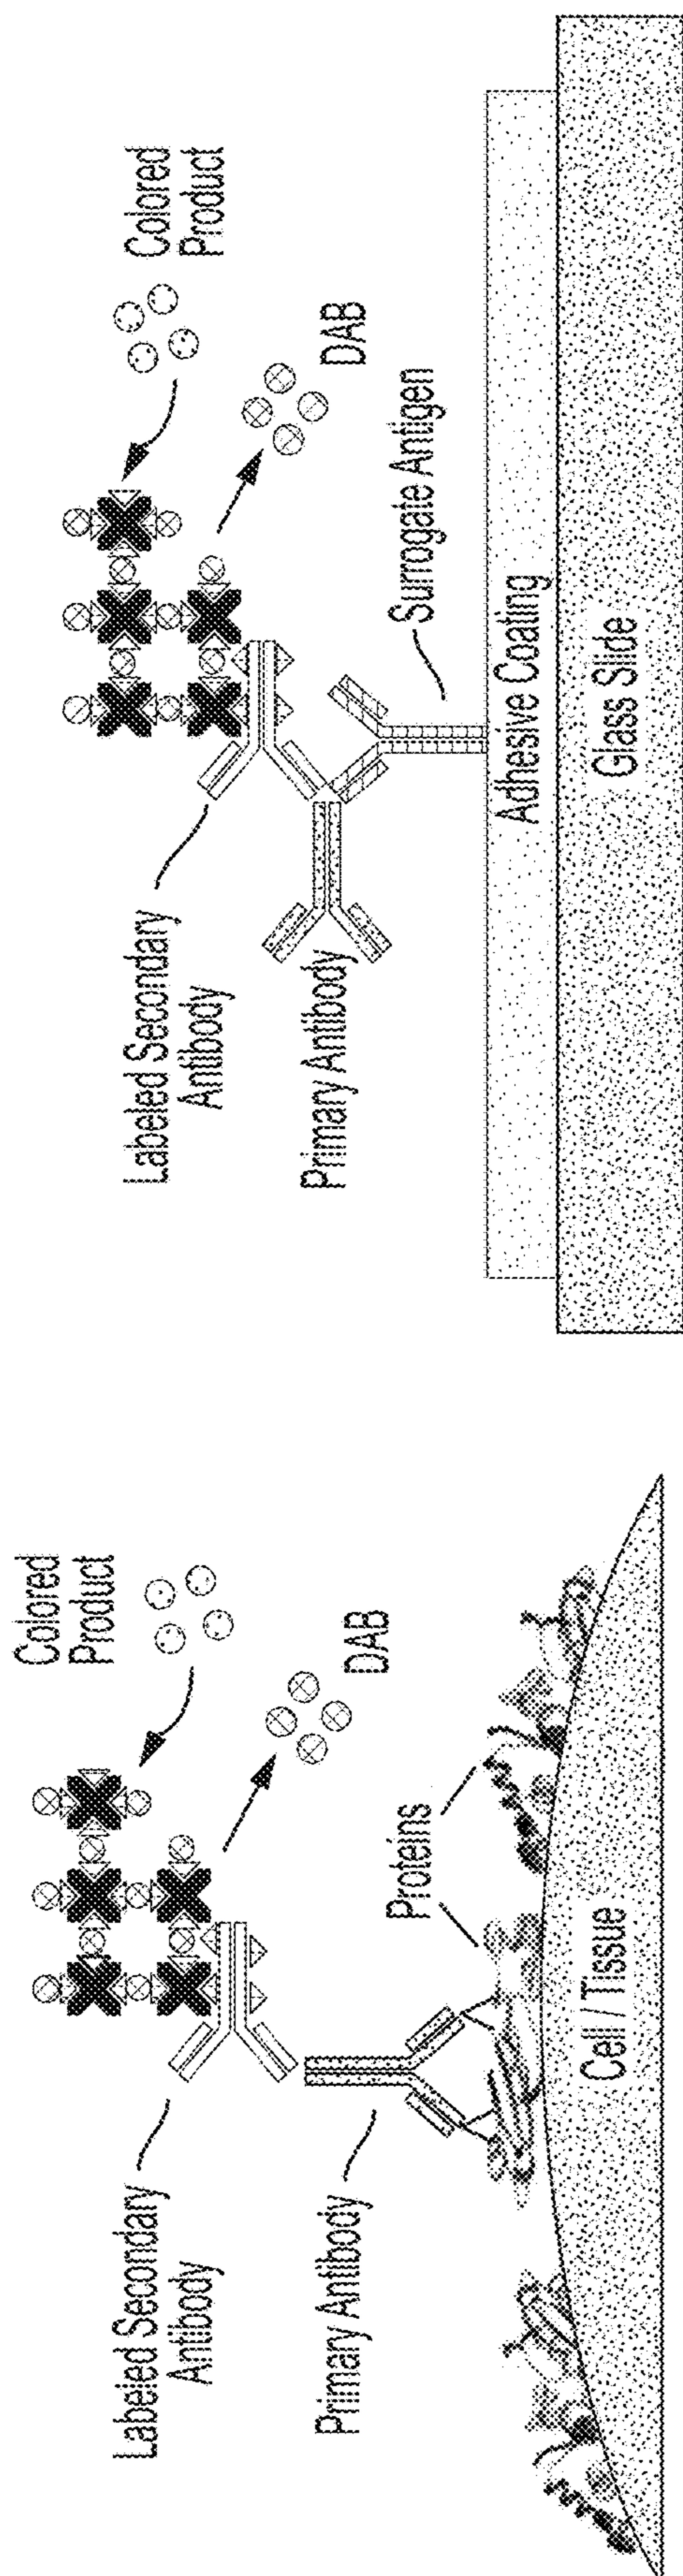 Labeled Secondary
Antibody
Primary Antibody
Colored
Product
DAB
Proteins
Cell / Tissue
Labeled Secondary
Antibody
Primary Antibody
Colored
Product
DAB
Surrogate Antigen
Adhesive Coating
Glass Slide